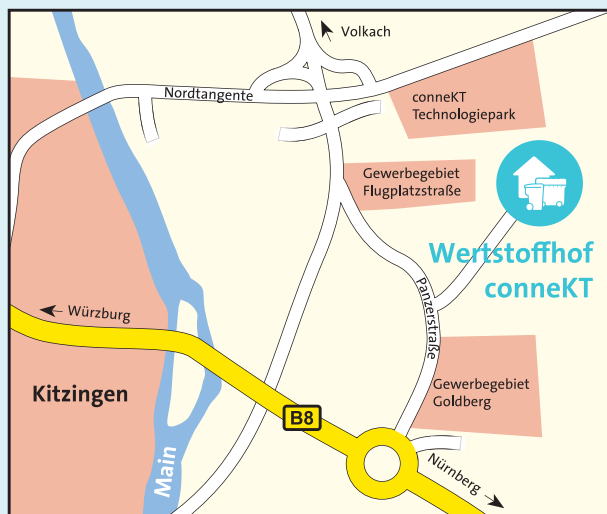 Volkach
Nordtangente
conneKT
Technologiepark
Gewerbegebiet
Flugplatzstraße
Wertstoffhof
conneKT
Panzerstraße
Würzburg
Gewerbegebiet
Goldberg
Kitzingen
B8
Main
Nürnberg